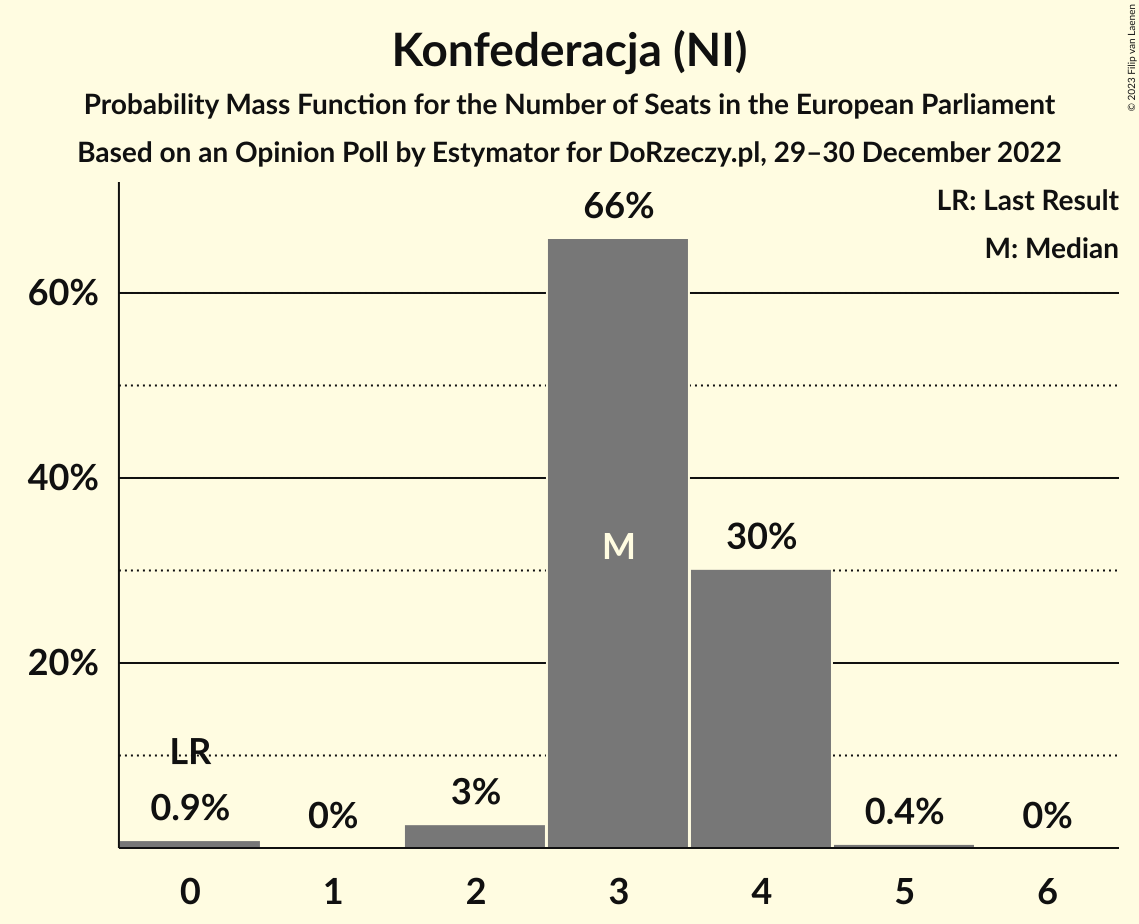 Konfederacja (NI)
Probability Mass Function for the Number of Seats in the European Parliament
Based on an Opinion Poll by Estymator for DoRzeczy.pl, 29–30 December 2022
© 2023 Filip van Laenen
LR: Last Result
M: Median
66%
60%
40%
M
30%
20%
LR
0.9%
0%
3%
0.4%
0%
0
1
2
3
4
5
6